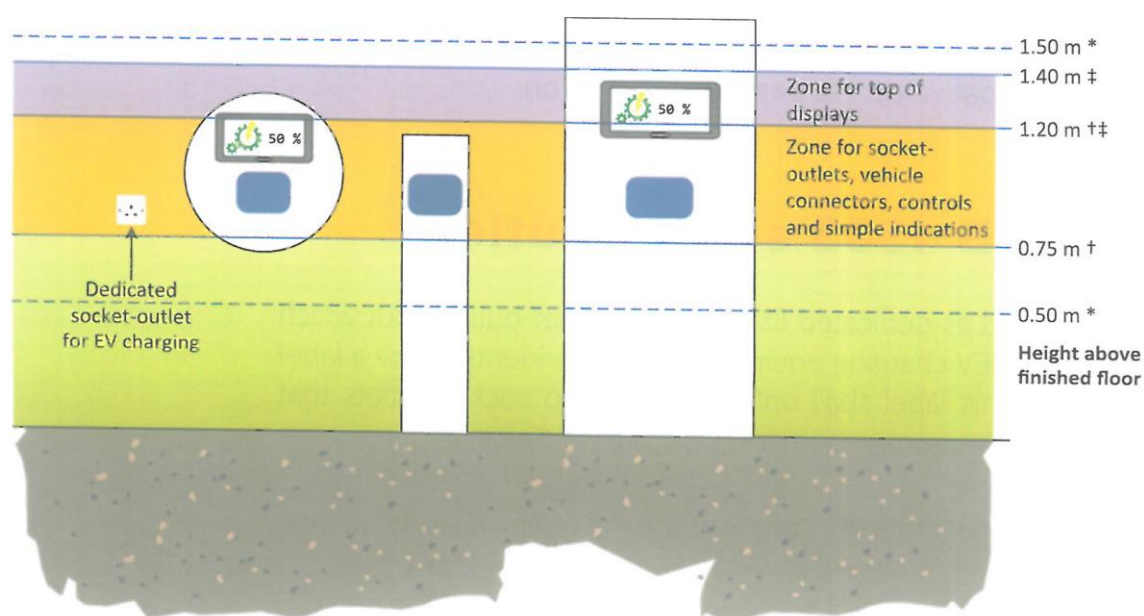 1.50 m *
1.40 m ‡
Zone for top of
displays
1.20 m †‡
50 %
50 %
Zone for socket-
outlets, vehicle
connectors, controls
and simple indications
0.75 m †
Dedicated
socket-outlet
for EV charging
0.50 m *
Height above
finished floor